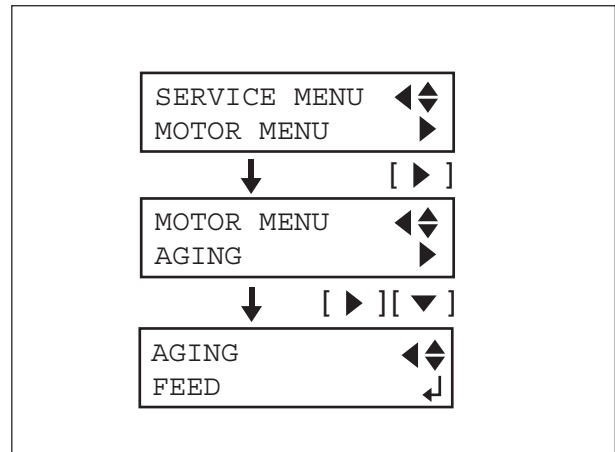 SERVICE MENU ◀ ▲▼
MOTOR MENU ▶
[ ▶ ]
MOTOR MENU ◀ ▲▼
AGING ▶
[ ▶ ][ ▼ ]
AGING ◀ ▲▼
FEED ↵